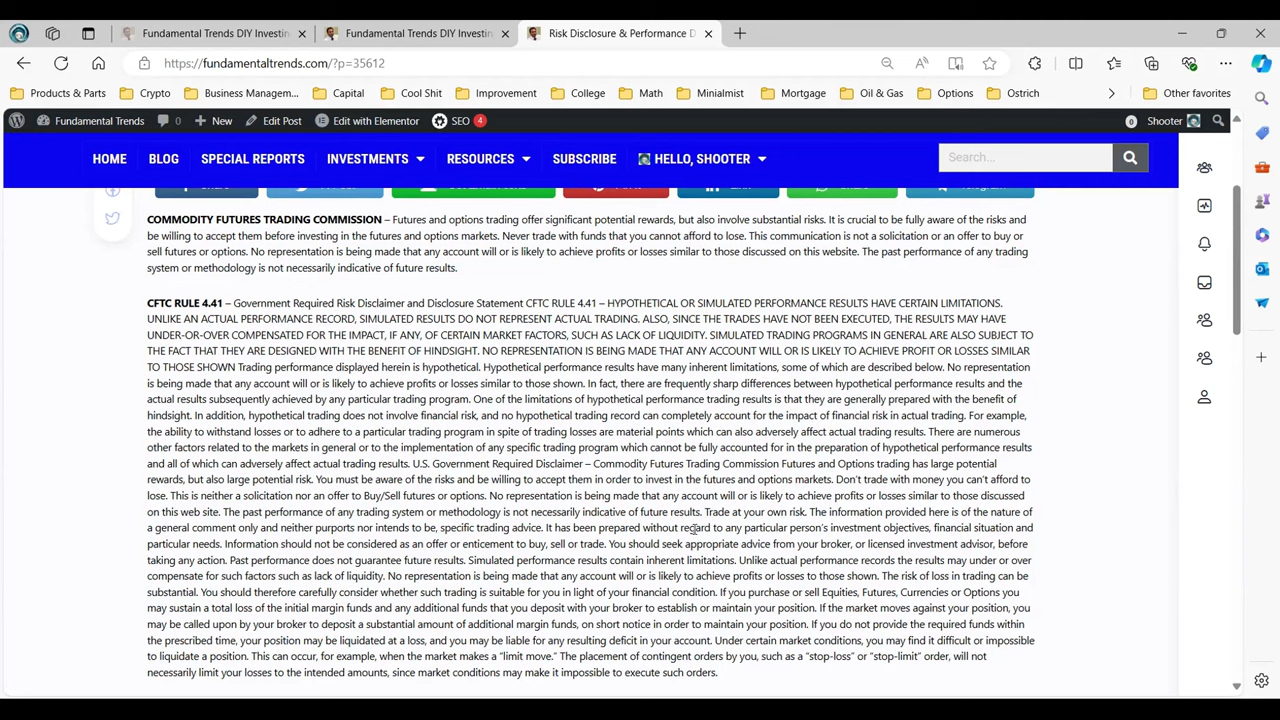 Fundamental Trends DIY Investin
Fundamental Trends DIY Investin
Risk Disclosure & Performance D
https://fundamentaltrends.com/?p=35612
Products & Parts
Crypto
Business Managem...
Capital
Cool Shit
Improvement
College
Math
Minialmist
Mortgage
Oil & Gas
Options
Ostrich
Other favorites
Fundamental Trends
0
New
Edit Post
Edit with Elementor
SEO
4
0
Shooter
HOME
BLOG
SPECIAL REPORTS
INVESTMENTS
RESOURCES
SUBSCRIBE
HELLO, SHOOTER
Search...
COMMODITY FUTURES TRADING COMMISSION – Futures and options trading offer significant potential rewards, but also involve substantial risks. It is crucial to be fully aware of the risks and
be willing to accept them before investing in the futures and options markets. Never trade with funds that you cannot afford to lose. This communication is not a solicitation or an offer to buy or
sell futures or options. No representation is being made that any account will or is likely to achieve profits or losses similar to those discussed on this website. The past performance of any trading
system or methodology is not necessarily indicative of future results.
CFTC RULE 4.41 – Government Required Risk Disclaimer and Disclosure Statement CFTC RULE 4.41 – HYPOTHETICAL OR SIMULATED PERFORMANCE RESULTS HAVE CERTAIN LIMITATIONS.
UNLIKE AN ACTUAL PERFORMANCE RECORD, SIMULATED RESULTS DO NOT REPRESENT ACTUAL TRADING. ALSO, SINCE THE TRADES HAVE NOT BEEN EXECUTED, THE RESULTS MAY HAVE
UNDER-OR-OVER COMPENSATED FOR THE IMPACT, IF ANY, OF CERTAIN MARKET FACTORS, SUCH AS LACK OF LIQUIDITY. SIMULATED TRADING PROGRAMS IN GENERAL ARE ALSO SUBJECT TO
THE FACT THAT THEY ARE DESIGNED WITH THE BENEFIT OF HINDSIGHT. NO REPRESENTATION IS BEING MADE THAT ANY ACCOUNT WILL OR IS LIKELY TO ACHIEVE PROFIT OR LOSSES SIMILAR
TO THOSE SHOWN Trading performance displayed herein is hypothetical. Hypothetical performance results have many inherent limitations, some of which are described below. No representation
is being made that any account will or is likely to achieve profits or losses similar to those shown. In fact, there are frequently sharp differences between hypothetical performance results and the
actual results subsequently achieved by any particular trading program. One of the limitations of hypothetical performance trading results is that they are generally prepared with the benefit of
hindsight. In addition, hypothetical trading does not involve financial risk, and no hypothetical trading record can completely account for the impact of financial risk in actual trading. For example,
the ability to withstand losses or to adhere to a particular trading program in spite of trading losses are material points which can also adversely affect actual trading results. There are numerous
other factors related to the markets in general or to the implementation of any specific trading program which cannot be fully accounted for in the preparation of hypothetical performance results
and all of which can adversely affect actual trading results. U.S. Government Required Disclaimer – Commodity Futures Trading Commission Futures and Options trading has large potential
rewards, but also large potential risk. You must be aware of the risks and be willing to accept them in order to invest in the futures and options markets. Don't trade with money you can't afford to
lose. This is neither a solicitation nor an offer to Buy/Sell futures or options. No representation is being made that any account will or is likely to achieve profits or losses similar to those discussed
on this web site. The past performance of any trading system or methodology is not necessarily indicative of future results. Trade at your own risk. The information provided here is of the nature of
a general comment only and neither purports nor intends to be, specific trading advice. It has been prepared without regard to any particular person's investment objectives, financial situation and
particular needs. Information should not be considered as an offer or enticement to buy, sell or trade. You should seek appropriate advice from your broker, or licensed investment advisor, before
taking any action. Past performance does not guarantee future results. Simulated performance results contain inherent limitations. Unlike actual performance records the results may under or over
compensate for such factors such as lack of liquidity. No representation is being made that any account will or is likely to achieve profits or losses to those shown. The risk of loss in trading can be
substantial. You should therefore carefully consider whether such trading is suitable for you in light of your financial condition. If you purchase or sell Equities, Futures, Currencies or Options you
may sustain a total loss of the initial margin funds and any additional funds that you deposit with your broker to establish or maintain your position. If the market moves against your position, you
may be called upon by your broker to deposit a substantial amount of additional margin funds, on short notice in order to maintain your position. If you do not provide the required funds within
the prescribed time, your position may be liquidated at a loss, and you may be liable for any resulting deficit in your account. Under certain market conditions, you may find it difficult or impossible
to liquidate a position. This can occur, for example, when the market makes a "limit move." The placement of contingent orders by you, such as a "stop-loss" or "stop-limit" order, will not
necessarily limit your losses to the intended amounts, since market conditions may make it impossible to execute such orders.